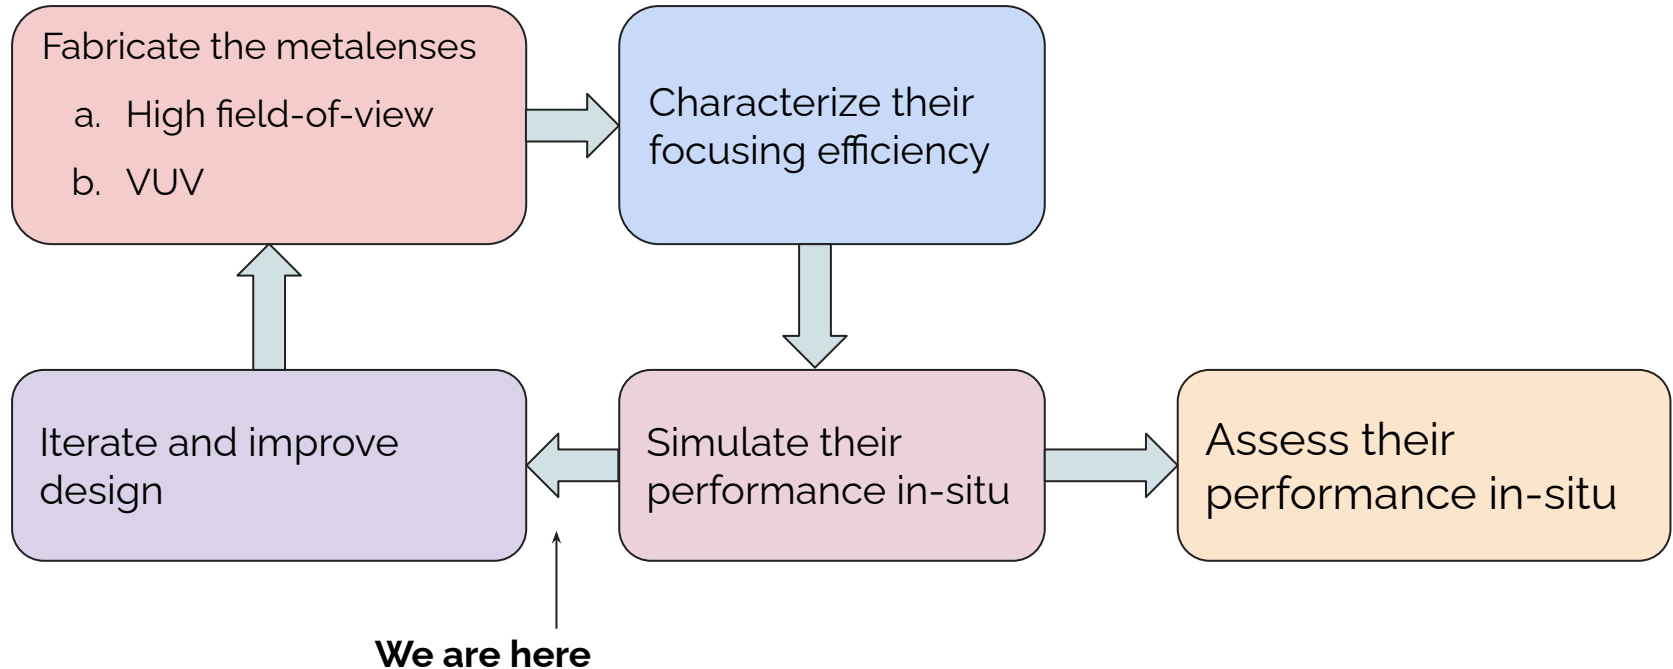 Fabricate the metalenses
a. High field-of-view
b. VUV
Characterize their
focusing efficiency
Iterate and improve
design
Simulate their
performance in-situ
Assess their
performance in-situ
We are here